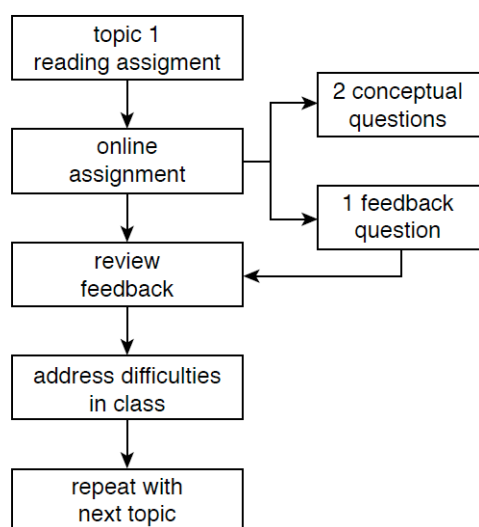 topic 1
reading assigment
online
assignment
2 conceptual
questions
1 feedback
question
review
feedback
address difficulties
in class
repeat with
next topic